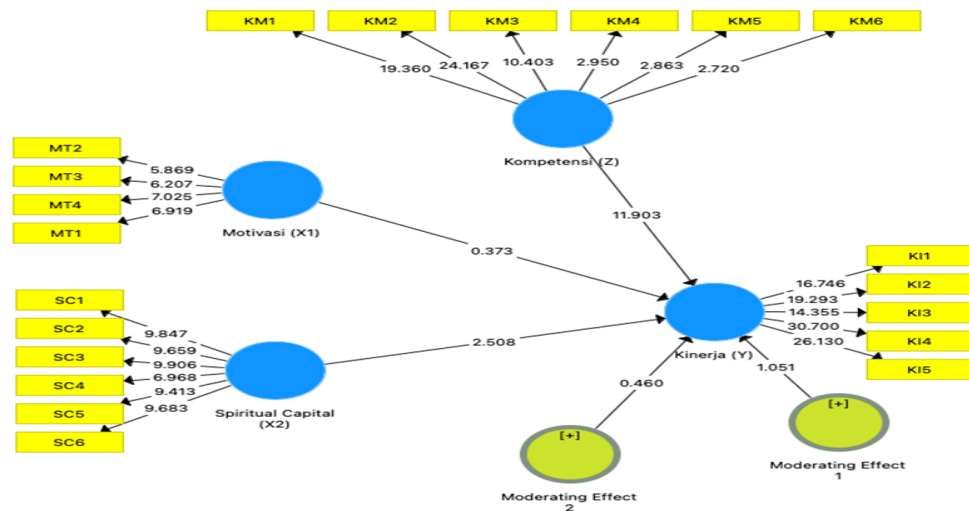 KM1 KM2 KM3 KM4 KM5 KM6
19.360 24.167 10.403 2.950 2.863 2.720
Kompetensi (Z)
MT2
MT3
MT4
MT1
5.869
6.207
7.025
6.919
Motivasi (X1)
11.903
0.373
SC1
SC2
SC3
SC4
SC5
SC6
9.847
9.659
9.906
6.968
9.413
9.683
Spiritual Capital
(X2)
2.508
KI1
KI2
KI3
KI4
KI5
16.746
19.293
14.355
30.700
26.130
Kinerja (Y)
0.460
1.051
[+]
Moderating Effect
1
[+]
Moderating Effect
2